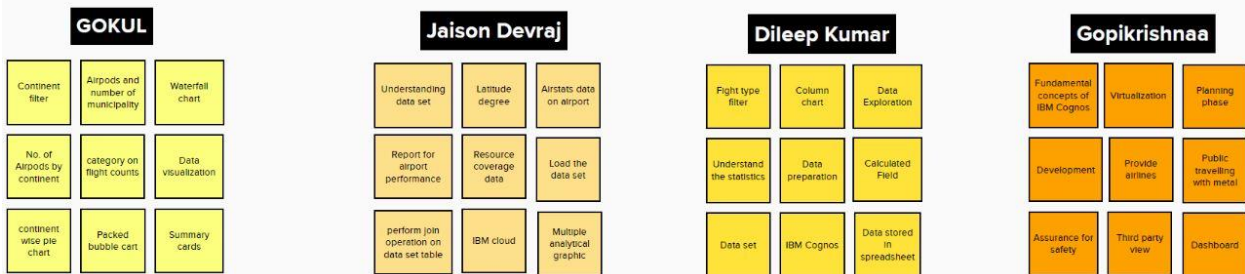 GOKUL
Continent
filter
Airpods and
number of
municipality
Waterfall
chart
No. of
Airpods by
continent
category on
flight counts
Data
visualization
continent
wise pie
chart
Packed
bubble cart
Summary
cards
Jaison Devraj
Understanding
data set
Latitude
degree
Airstats data
on airport
Report for
airport
performance
Resource
coverage
data
Load the
data set
perform join
operation on
data set table
IBM cloud
Multiple
analytical
graphic
Dileep Kumar
Fight type
filter
Column
chart
Data
Exploration
Understand
the statistics
Data
preparation
Calculated
Field
Data set
IBM Cognos
Data stored
in
spreadsheet
Gopikrishnaa
Fundamental
concepts of
IBM Cognos
Virtualization
Planning
phase
Development
Provide
airlines
Public
travelling
with metal
Assurance for
safety
Third party
view
Dashboard